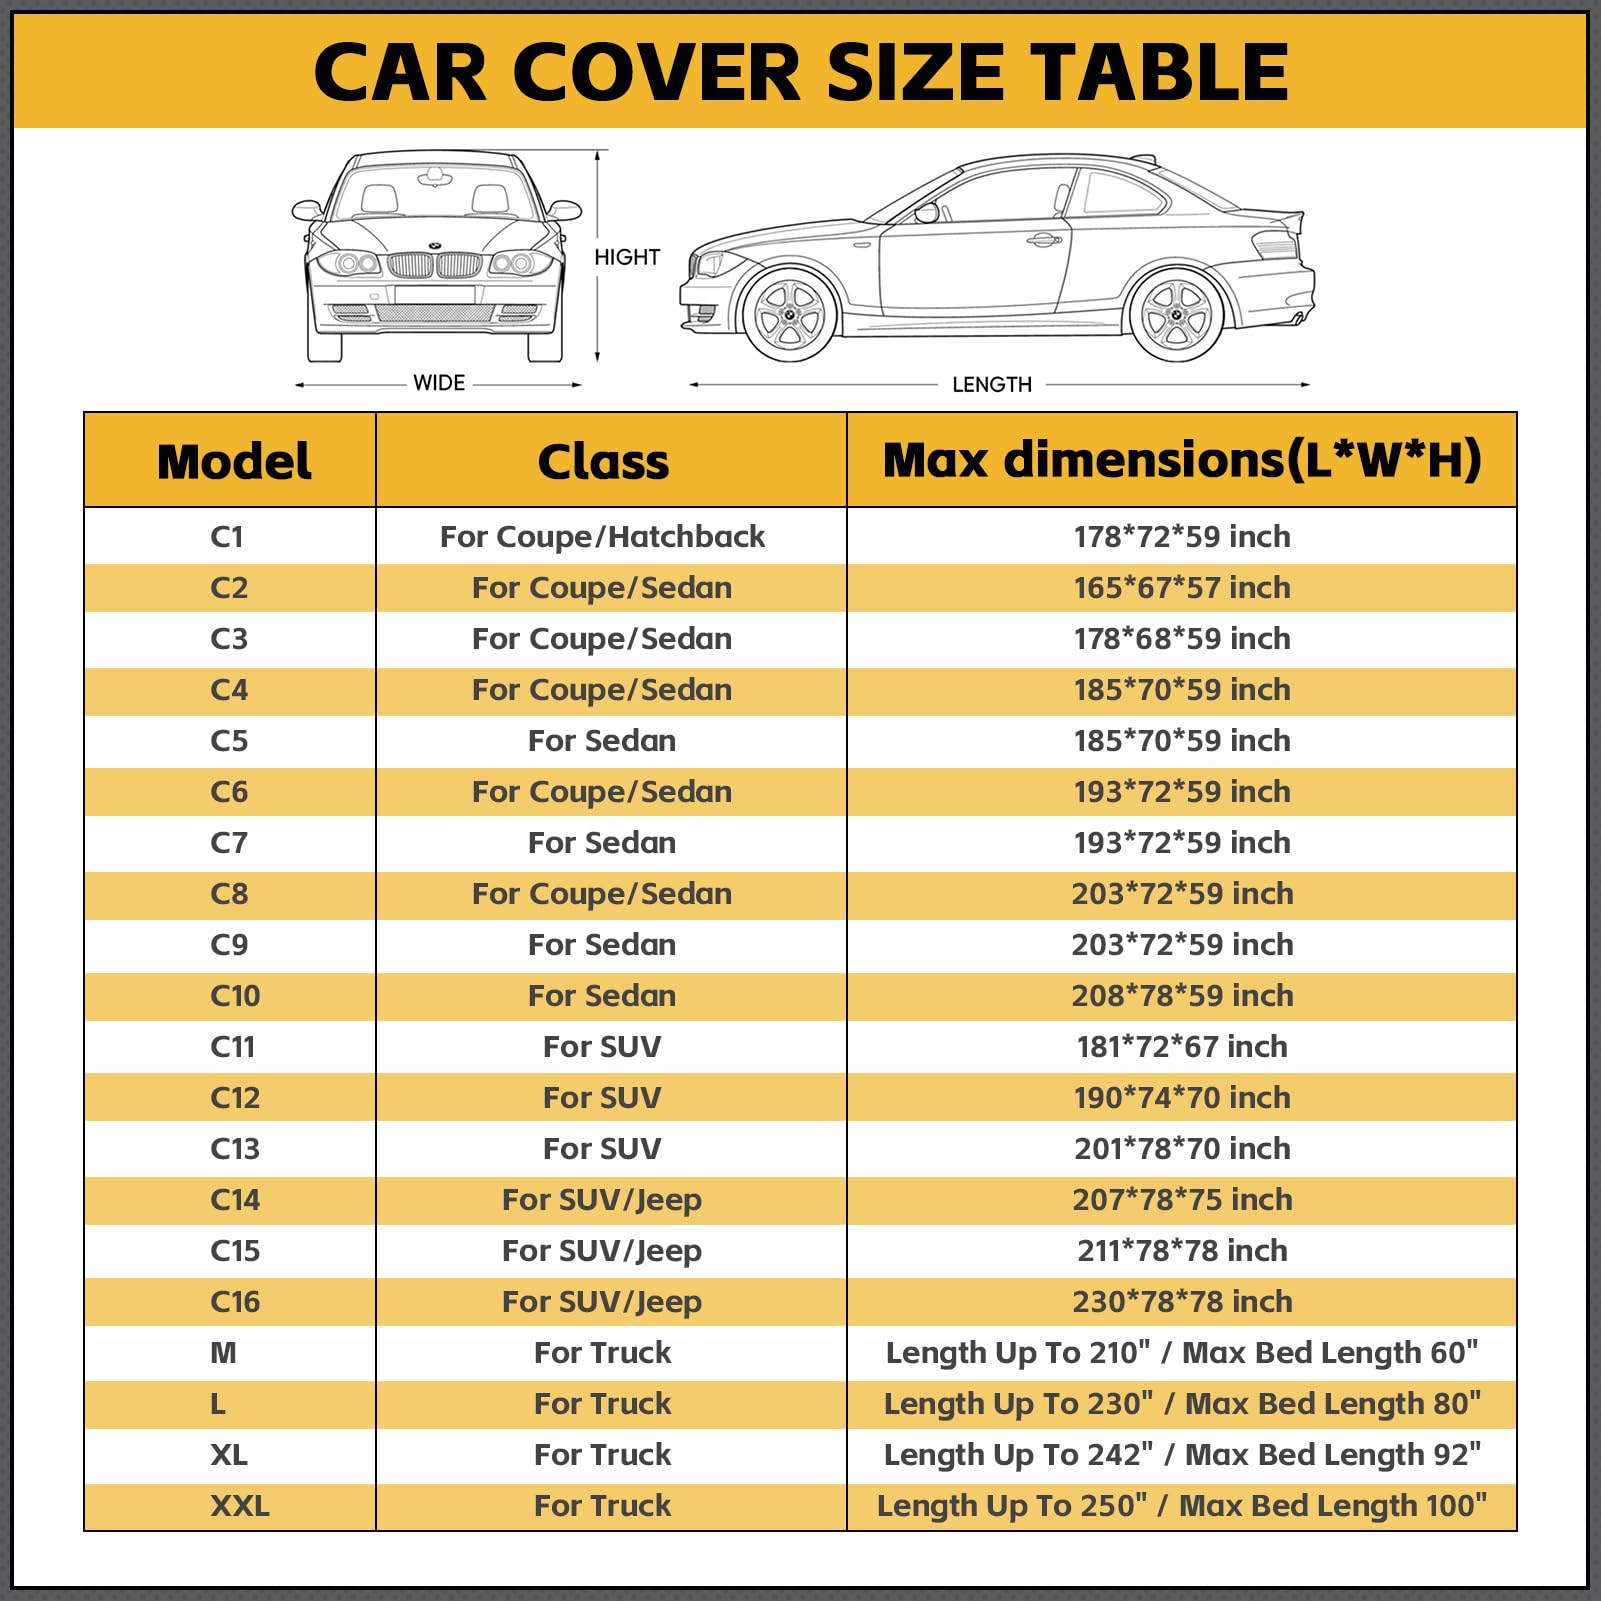 CAR COVER SIZE TABLE
HIGHT
WIDE
LENGTH
Model Class Max dimensions(L*W*H)
C1 For Coupe/Hatchback 178*72*59 inch
C2 For Coupe/Sedan 165*67*57 inch
C3 For Coupe/Sedan 178*68*59 inch
C4 For Coupe/Sedan 185*70*59 inch
C5 For Sedan 185*70*59 inch
C6 For Coupe/Sedan 193*72*59 inch
C7 For Sedan 193*72*59 inch
C8 For Coupe/Sedan 203*72*59 inch
C9 For Sedan 203*72*59 inch
C10 For Sedan 208*78*59 inch
C11 For SUV 181*72*67 inch
C12 For SUV 190*74*70 inch
C13 For SUV 201*78*70 inch
C14 For SUV/Jeep 207*78*75 inch
C15 For SUV/Jeep 211*78*78 inch
C16 For SUV/Jeep 230*78*78 inch
M For Truck Length Up To 210" / Max Bed Length 60"
L For Truck Length Up To 230" / Max Bed Length 80"
XL For Truck Length Up To 242" / Max Bed Length 92"
XXL For Truck Length Up To 250" / Max Bed Length 100"